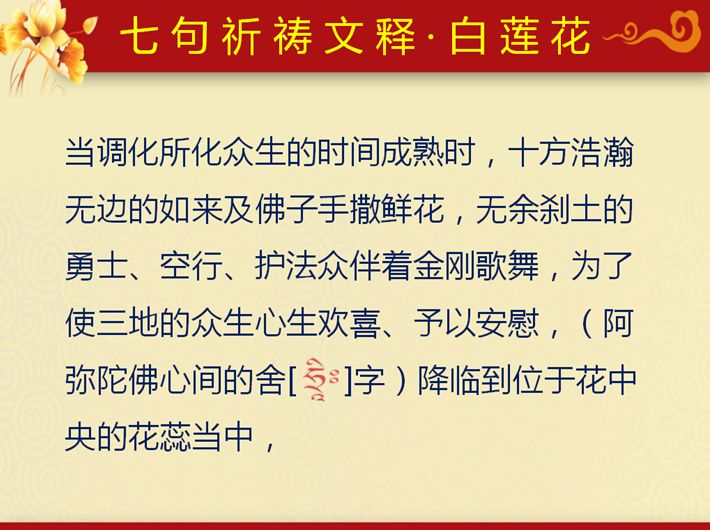 七句祈祷文释·白莲花
当调化所化众生的时间成熟时，十方浩瀚
无边的如来及佛子手撒鲜花，无余刹土的
勇士、空行、护法众伴着金刚歌舞，为了
使三地的众生心生欢喜、予以安慰，（阿
弥陀佛心间的舍[ཧྲཱིཿ]字）降临到位于花中
央的花蕊当中，